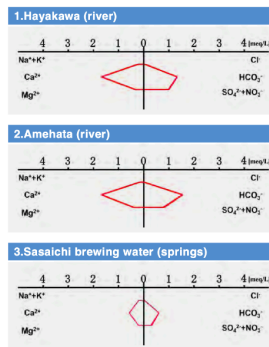 1.Hayakawa (river)
4 3 2 1 0 1 2 3 4 [meq/L]
Na⁺+K⁺ Cl⁻
Ca²⁺ HCO₃⁻
Mg²⁺ SO₄²⁻+NO₃⁻
2.Amehata (river)
4 3 2 1 0 1 2 3 4 [meq/L]
Na⁺+K⁺ Cl⁻
Ca²⁺ HCO₃⁻
Mg²⁺ SO₄²⁻+NO₃⁻
3.Sasaichi brewing water (springs)
4 3 2 1 0 1 2 3 4 [meq/L]
Na⁺+K⁺ Cl⁻
Ca²⁺ HCO₃⁻
Mg²⁺ SO₄²⁻+NO₃⁻